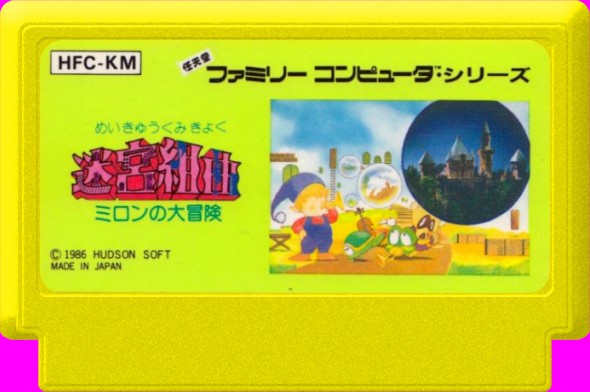 HFC-KM
任天堂
ファミリー コンピュータ™シリーズ
めいきゅうくみきょく
迷宮組曲
ミロンの大冒険
© 1986 HUDSON SOFT
MADE IN JAPAN